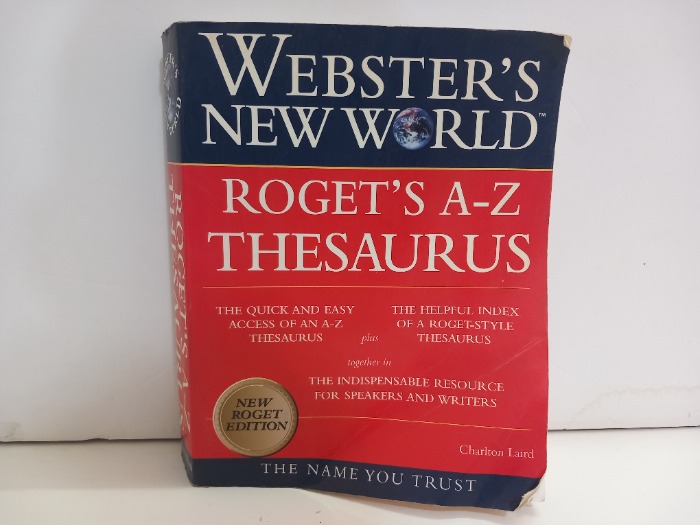 WEBSTER'S
NEW WORLD™
ROGET'S A-Z
THESAURUS
THE QUICK AND EASY
ACCESS OF AN A-Z
THESAURUS
plus
THE HELPFUL INDEX
OF A ROGET-STYLE
THESAURUS
together in
THE INDISPENSABLE RESOURCE
FOR SPEAKERS AND WRITERS
NEW
ROGET
EDITION
Charlton Laird
THE NAME YOU TRUST
ROGET'S A-Z